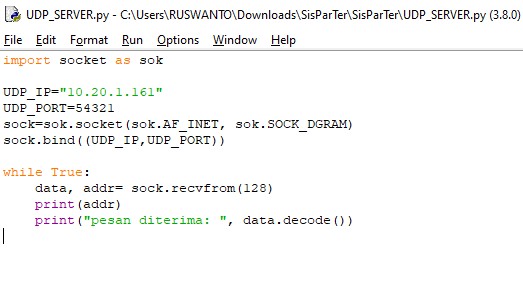 UDP_SERVER.py - C:\Users\RUSWANTO\Downloads\SisParTer\SisParTer\UDP_SERVER.py (3.8.0)
File Edit Format Run Options Window Help
import socket as sok

UDP_IP="10.20.1.161"
UDP_PORT=54321
sock=sok.socket(sok.AF_INET, sok.SOCK_DGRAM)
sock.bind((UDP_IP,UDP_PORT))

while True:
    data, addr= sock.recvfrom(128)
    print(addr)
    print("pesan diterima: ", data.decode())